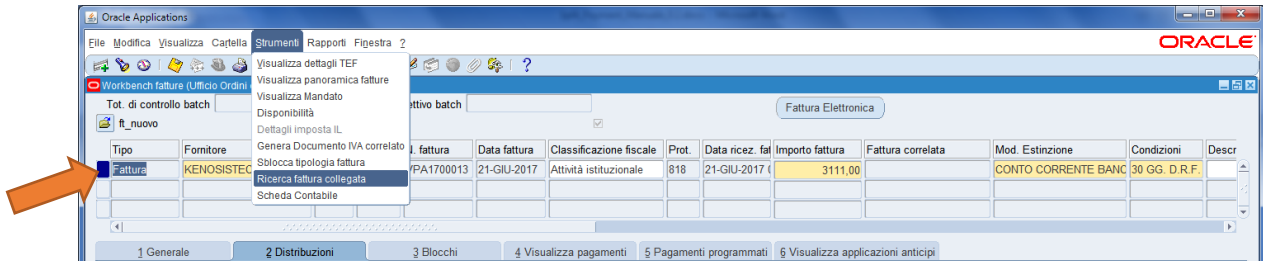 Oracle Applications
File Modifica Visualizza Cartella Strumenti Rapporti Finestra ?
ORACLE
Visualizza dettagli TEF
Visualizza panoramica fatture
Visualizza Mandato
Disponibilità
Dettagli imposta IL
Genera Documento IVA correlato
Sblocca tipologia fattura
Ricerca fattura collegata
Scheda Contabile
Workbench fatture (Ufficio Ordini
Tot. di controllo batch ettivo batch Fattura Elettronica
ft_nuovo
Tipo Fornitore N. fattura Data fattura Classificazione fiscale Prot. Data ricez. fat Importo fattura Fattura correlata Mod. Estinzione Condizioni Descr
Fattura KENOSISTEC /PA1700013 21-GIU-2017 Attività istituzionale 818 21-GIU-2017 ( 3111,00 CONTO CORRENTE BANC 30 GG. D.R.F.
1 Generale 2 Distribuzioni 3 Blocchi 4 Visualizza pagamenti 5 Pagamenti programmati 6 Visualizza applicazioni anticipi